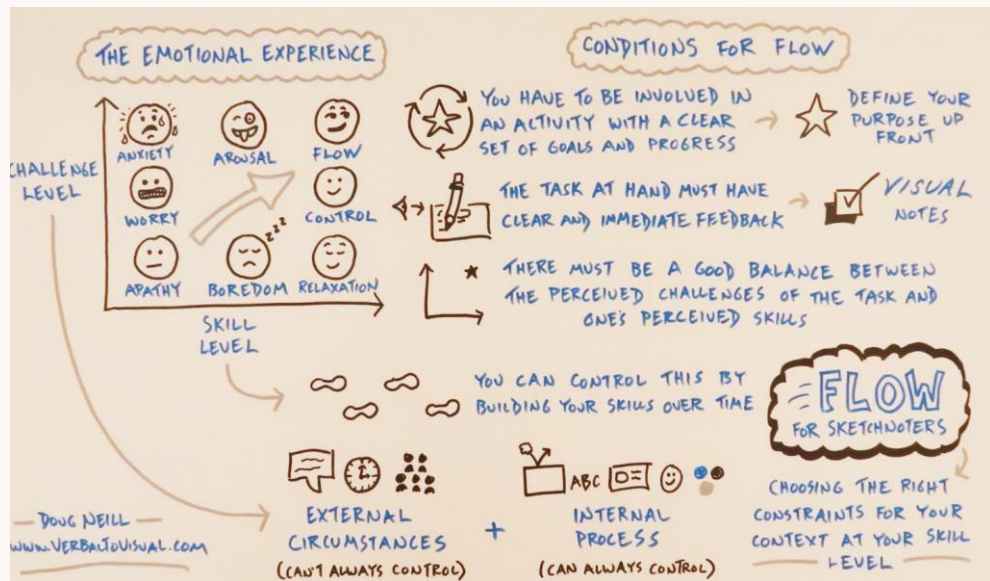 THE EMOTIONAL EXPERIENCE
CHALLENGE
LEVEL
ANXIETY
AROUSAL
FLOW
WORRY
CONTROL
zzzz
APATHY
BOREDOM
RELAXATION
SKILL
LEVEL
CONDITIONS FOR FLOW
YOU HAVE TO BE INVOLVED IN
AN ACTIVITY WITH A CLEAR
SET OF GOALS AND PROGRESS
DEFINE YOUR
PURPOSE UP
FRONT
THE TASK AT HAND MUST HAVE
CLEAR AND IMMEDIATE FEEDBACK
VISUAL
NOTES
THERE MUST BE A GOOD BALANCE BETWEEN
THE PERCEIVED CHALLENGES OF THE TASK AND
ONE'S PERCEIVED SKILLS
YOU CAN CONTROL THIS BY
BUILDING YOUR SKILLS OVER TIME
FLOW
FOR SKETCHNOTERS
CHOOSING THE RIGHT
CONSTRAINTS FOR YOUR
CONTEXT AT YOUR SKILL
LEVEL
EXTERNAL
CIRCUMSTANCES
(CAN'T ALWAYS CONTROL)
+
ABC
INTERNAL
PROCESS
(CAN ALWAYS CONTROL)
— DOUG NEILL —
WWW.VERBALTOVISUAL.COM